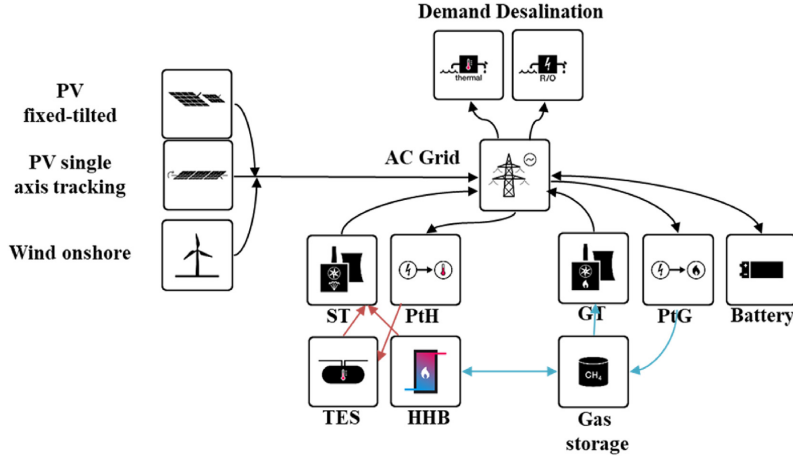 Demand Desalination
thermal
R/O
PV
fixed-tilted
PV single
axis tracking
AC Grid
Wind onshore
ST
PtH
GT
PtG
Battery
CH4
TES
HHB
Gas
storage